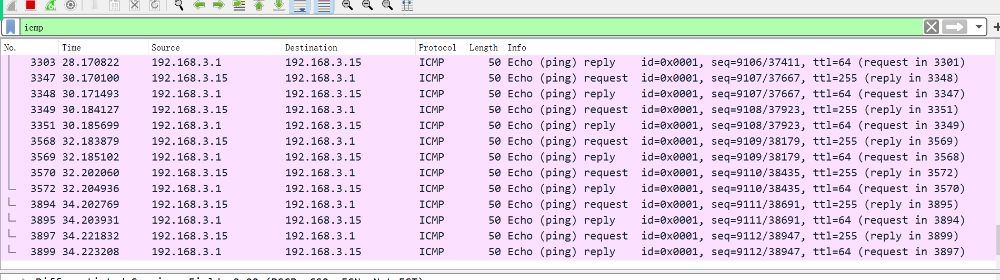 icmp
No. Time Source Destination Protocol Length Info
3303 28.170822 192.168.3.1 192.168.3.15 ICMP 50 Echo (ping) reply id=0x0001, seq=9106/37411, ttl=64 (request in 3301)
3347 30.170100 192.168.3.15 192.168.3.1 ICMP 50 Echo (ping) request id=0x0001, seq=9107/37667, ttl=255 (reply in 3348)
3348 30.171493 192.168.3.1 192.168.3.15 ICMP 50 Echo (ping) reply id=0x0001, seq=9107/37667, ttl=64 (request in 3347)
3349 30.184127 192.168.3.15 192.168.3.1 ICMP 50 Echo (ping) request id=0x0001, seq=9108/37923, ttl=255 (reply in 3351)
3351 30.185699 192.168.3.1 192.168.3.15 ICMP 50 Echo (ping) reply id=0x0001, seq=9108/37923, ttl=64 (request in 3349)
3568 32.183879 192.168.3.15 192.168.3.1 ICMP 50 Echo (ping) request id=0x0001, seq=9109/38179, ttl=255 (reply in 3569)
3569 32.185102 192.168.3.1 192.168.3.15 ICMP 50 Echo (ping) reply id=0x0001, seq=9109/38179, ttl=64 (request in 3568)
3570 32.202060 192.168.3.15 192.168.3.1 ICMP 50 Echo (ping) request id=0x0001, seq=9110/38435, ttl=255 (reply in 3572)
3572 32.204936 192.168.3.1 192.168.3.15 ICMP 50 Echo (ping) reply id=0x0001, seq=9110/38435, ttl=64 (request in 3570)
3894 34.202769 192.168.3.15 192.168.3.1 ICMP 50 Echo (ping) request id=0x0001, seq=9111/38691, ttl=255 (reply in 3895)
3895 34.203931 192.168.3.1 192.168.3.15 ICMP 50 Echo (ping) reply id=0x0001, seq=9111/38691, ttl=64 (request in 3894)
3897 34.221832 192.168.3.15 192.168.3.1 ICMP 50 Echo (ping) request id=0x0001, seq=9112/38947, ttl=255 (reply in 3899)
3899 34.223208 192.168.3.1 192.168.3.15 ICMP 50 Echo (ping) reply id=0x0001, seq=9112/38947, ttl=64 (request in 3897)